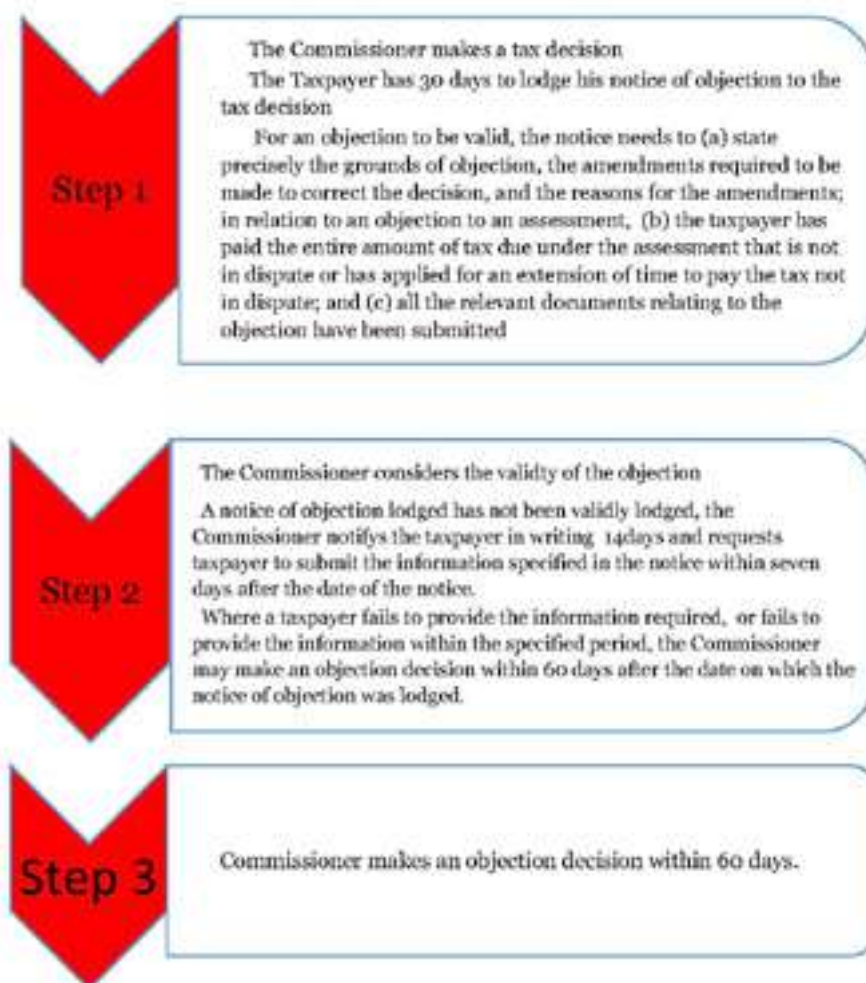 Step 1
The Commissioner makes a tax decision
The Taxpayer has 30 days to lodge his notice of objection to the
tax decision
For an objection to be valid, the notice needs to (a) state
precisely the grounds of objection, the amendments required to be
made to correct the decision, and the reasons for the amendments;
in relation to an objection to an assessment, (b) the taxpayer has
paid the entire amount of tax due under the assessment that is not
in dispute or has applied for an extension of time to pay the tax not
in dispute; and (c) all the relevant documents relating to the
objection have been submitted
Step 2
The Commissioner considers the validty of the objection
A notice of objection lodged has not been validly lodged, the
Commissioner notifys the taxpayer in writing 14days and requests
taxpayer to submit the information specified in the notice within seven
days after the date of the notice.
Where a taxpayer fails to provide the information required, or fails to
provide the information within the specified period, the Commissioner
may make an objection decision within 60 days after the date on which the
notice of objection was lodged.
Step 3
Commissioner makes an objection decision within 60 days.